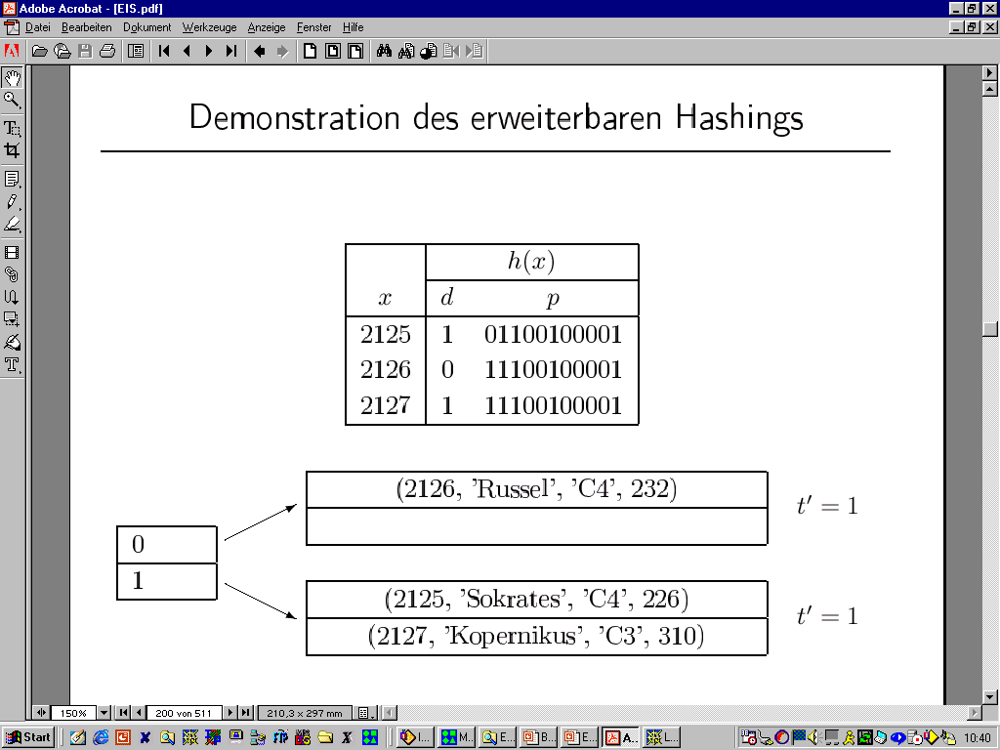 Adobe Acrobat - [EIS.pdf]
Datei Bearbeiten Dokument Werkzeuge Anzeige Fenster Hilfe
Demonstration des erweiterbaren Hashings
h(x)
x d p
2125 1 01100100001
2126 0 11100100001
2127 1 11100100001
(2126, 'Russel', 'C4', 232)
t′ = 1
0
1
(2125, 'Sokrates', 'C4', 226)
(2127, 'Kopernikus', 'C3', 310)
t′ = 1
150% 200 von 511 210,3 x 297 mm
Start I... M... E... B... E... A... L... 10:40